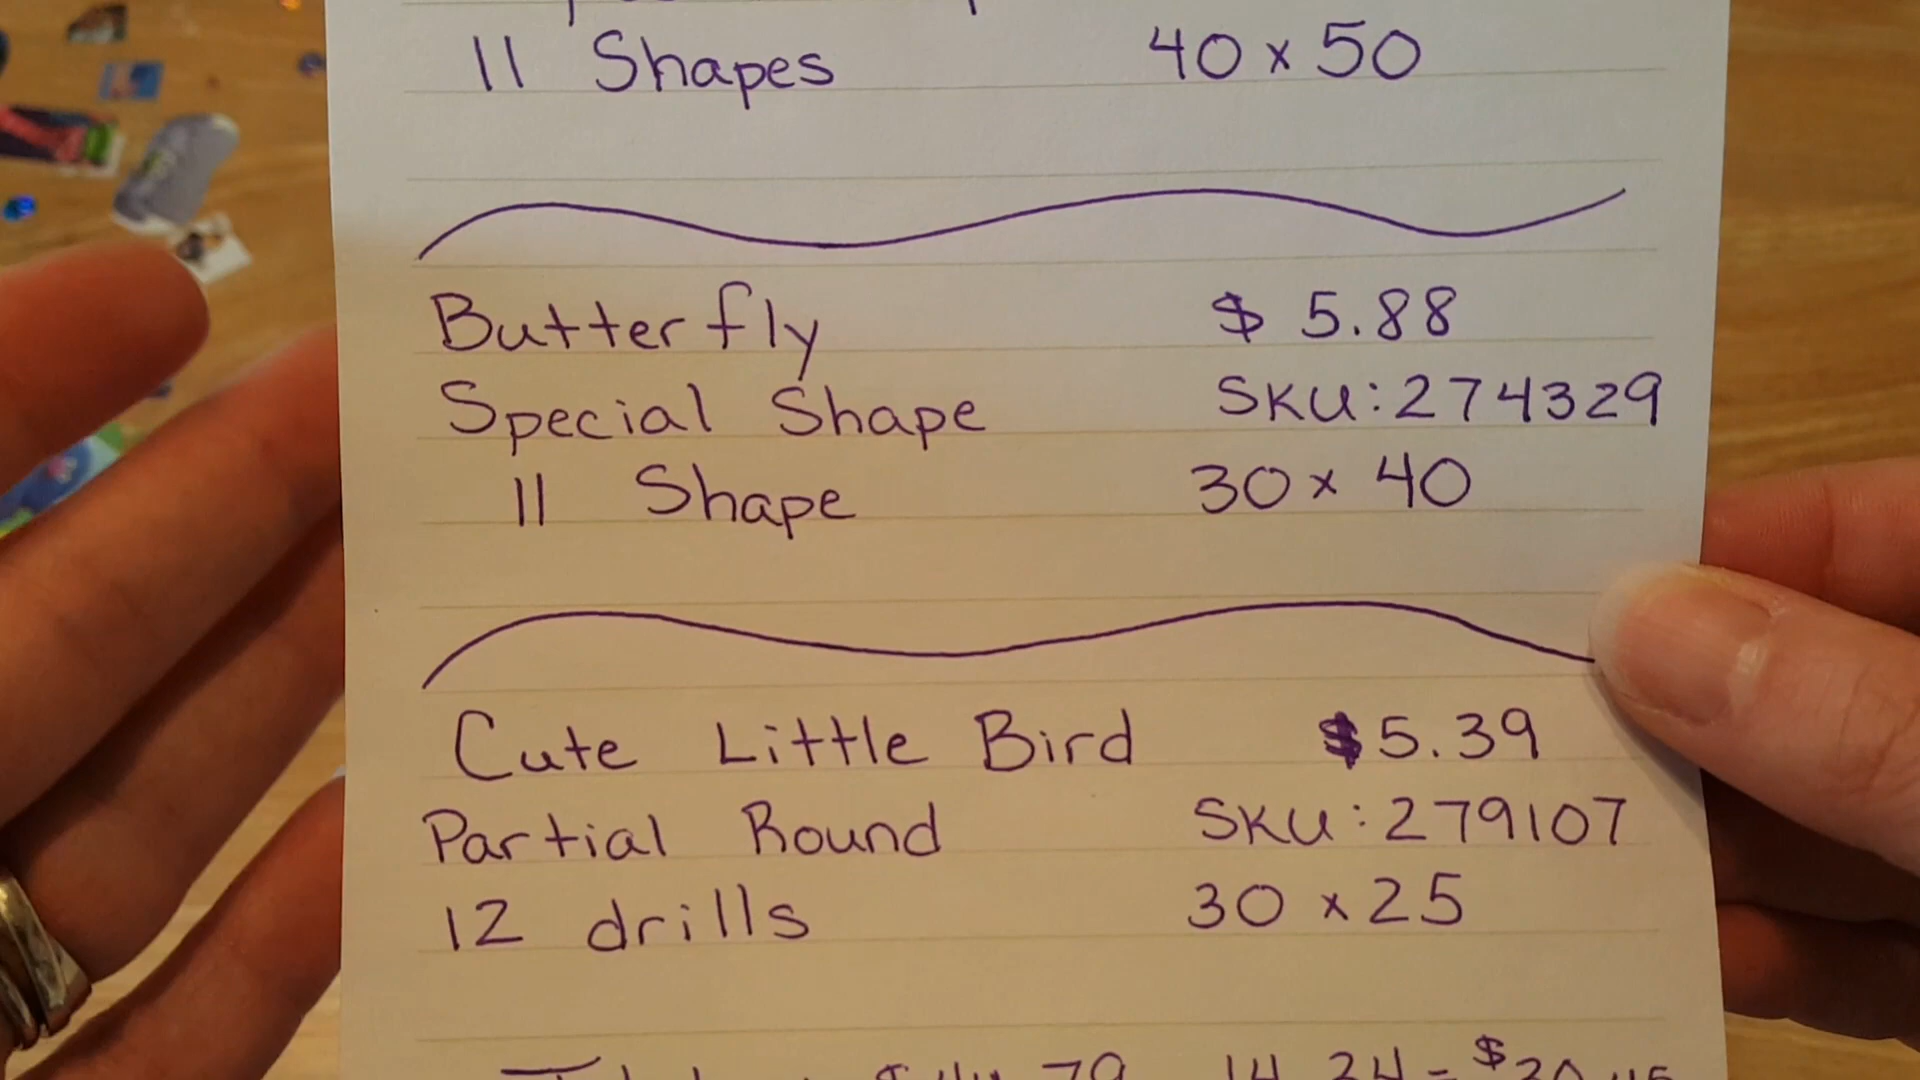 11 Shapes 40 x 50
Butterfly $ 5.88
Special Shape SKU: 274329
11 Shape 30 x 40
Cute Little Bird $5.39
Partial Round SKU: 279107
12 drills 30 x 25